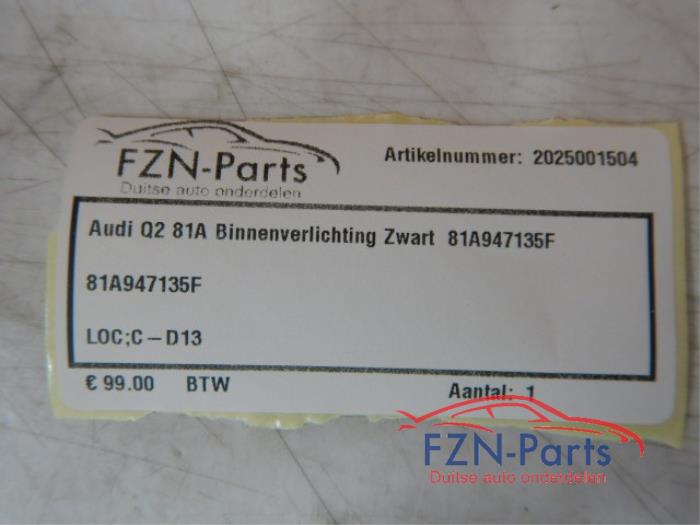 FZN-Parts
Duitse auto onderdelen
Artikelnummer: 2025001504
Audi Q2 81A Binnenverlichting Zwart 81A947135F
81A947135F
LOC;C-D13
€ 99.00 BTW Aantal: 1
FZN-Parts
Duitse auto onderdelen